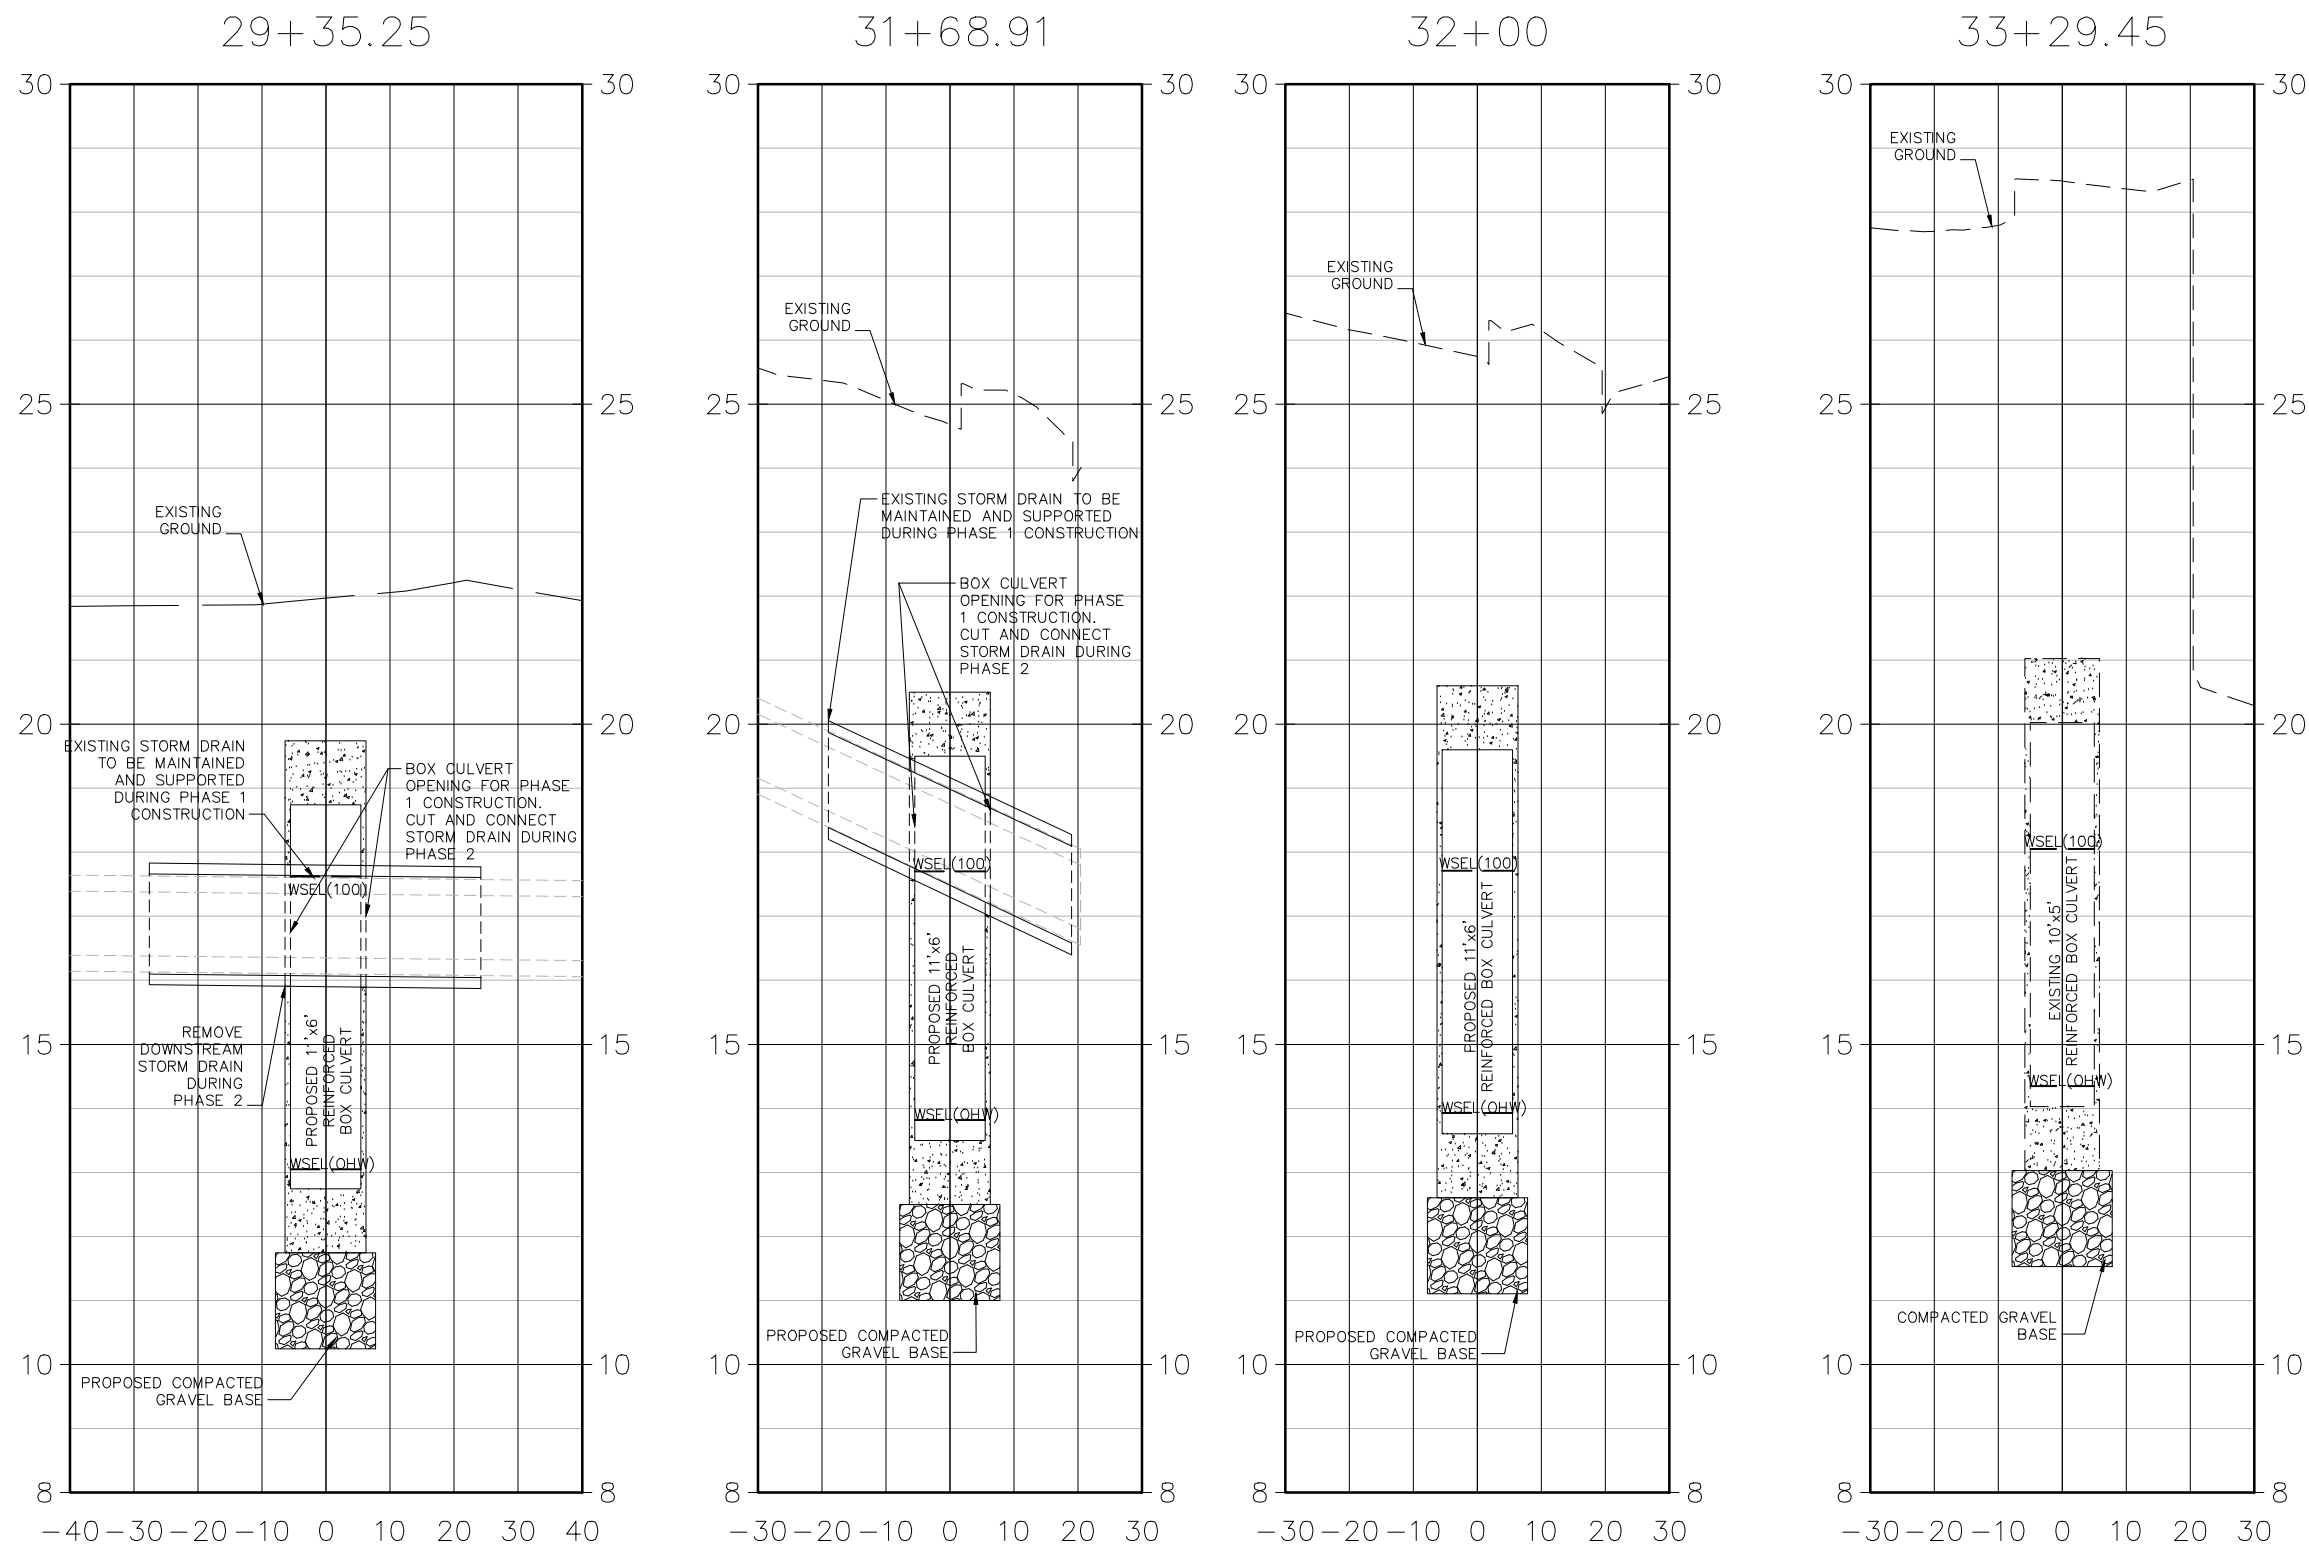 29+35.25
30
30
25
25
20
20
15
15
10
10
8
8
-40 -30 -20 -10 0 10 20 30 40
EXISTING
GROUND
EXISTING STORM DRAIN
TO BE MAINTAINED
AND SUPPORTED
DURING PHASE 1
CONSTRUCTION
BOX CULVERT
OPENING FOR PHASE
1 CONSTRUCTION.
CUT AND CONNECT
STORM DRAIN DURING
PHASE 2
WSEL(100)
REMOVE
DOWNSTREAM
STORM DRAIN
DURING
PHASE 2
PROPOSED 11'x6'
REINFORCED
BOX CULVERT
WSEL(OHW)
PROPOSED COMPACTED
GRAVEL BASE
31+68.91
30
30
25
25
20
20
15
15
10
10
8
8
-30 -20 -10 0 10 20 30
EXISTING
GROUND
EXISTING STORM DRAIN TO BE
MAINTAINED AND SUPPORTED
DURING PHASE 1 CONSTRUCTION
BOX CULVERT
OPENING FOR PHASE
1 CONSTRUCTION.
CUT AND CONNECT
STORM DRAIN DURING
PHASE 2
WSEL(100)
PROPOSED 11'x6'
REINFORCED
BOX CULVERT
WSEL(OHW)
PROPOSED COMPACTED
GRAVEL BASE
32+00
30
30
25
25
20
20
15
15
10
10
8
8
-30 -20 -10 0 10 20 30
EXISTING
GROUND
WSEL(100)
PROPOSED 11'x6'
REINFORCED BOX CULVERT
WSEL(OHW)
PROPOSED COMPACTED
GRAVEL BASE
33+29.45
30
30
25
25
20
20
15
15
10
10
8
8
-30 -20 -10 0 10 20 30
EXISTING
GROUND
WSEL(100)
EXISTING 10'x5'
REINFORCED BOX CULVERT
WSEL(OHW)
COMPACTED GRAVEL
BASE